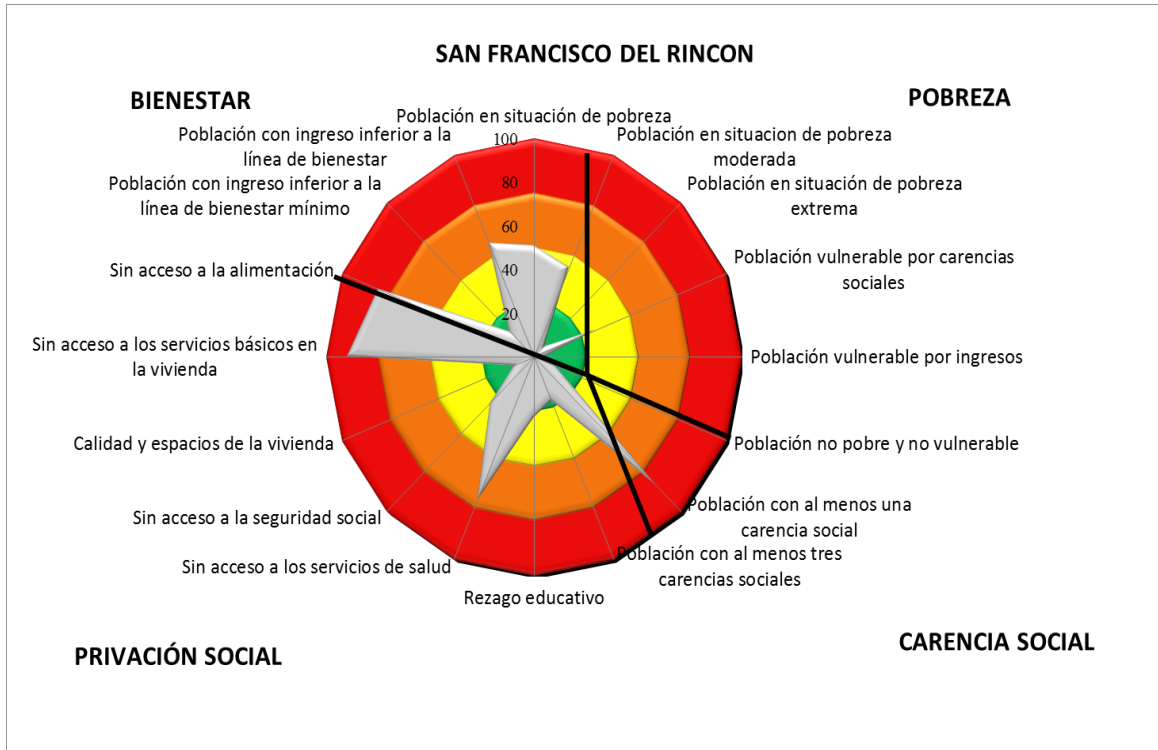 SAN FRANCISCO DEL RINCON
BIENESTAR
POBREZA
Población en situación de pobreza
Población en situacion de pobreza
moderada
Población en situación de pobreza
extrema
Población vulnerable por carencias
sociales
Población vulnerable por ingresos
Población no pobre y no vulnerable
Población con al menos una
carencia social
Población con al menos tres
carencias sociales
Rezago educativo
Sin acceso a los servicios de salud
Sin acceso a la seguridad social
Calidad y espacios de la vivienda
Sin acceso a los servicios básicos en
la vivienda
Sin acceso a la alimentación
Población con ingreso inferior a la
línea de bienestar mínimo
Población con ingreso inferior a la
línea de bienestar
100
80
60
40
20
PRIVACIÓN SOCIAL
CARENCIA SOCIAL